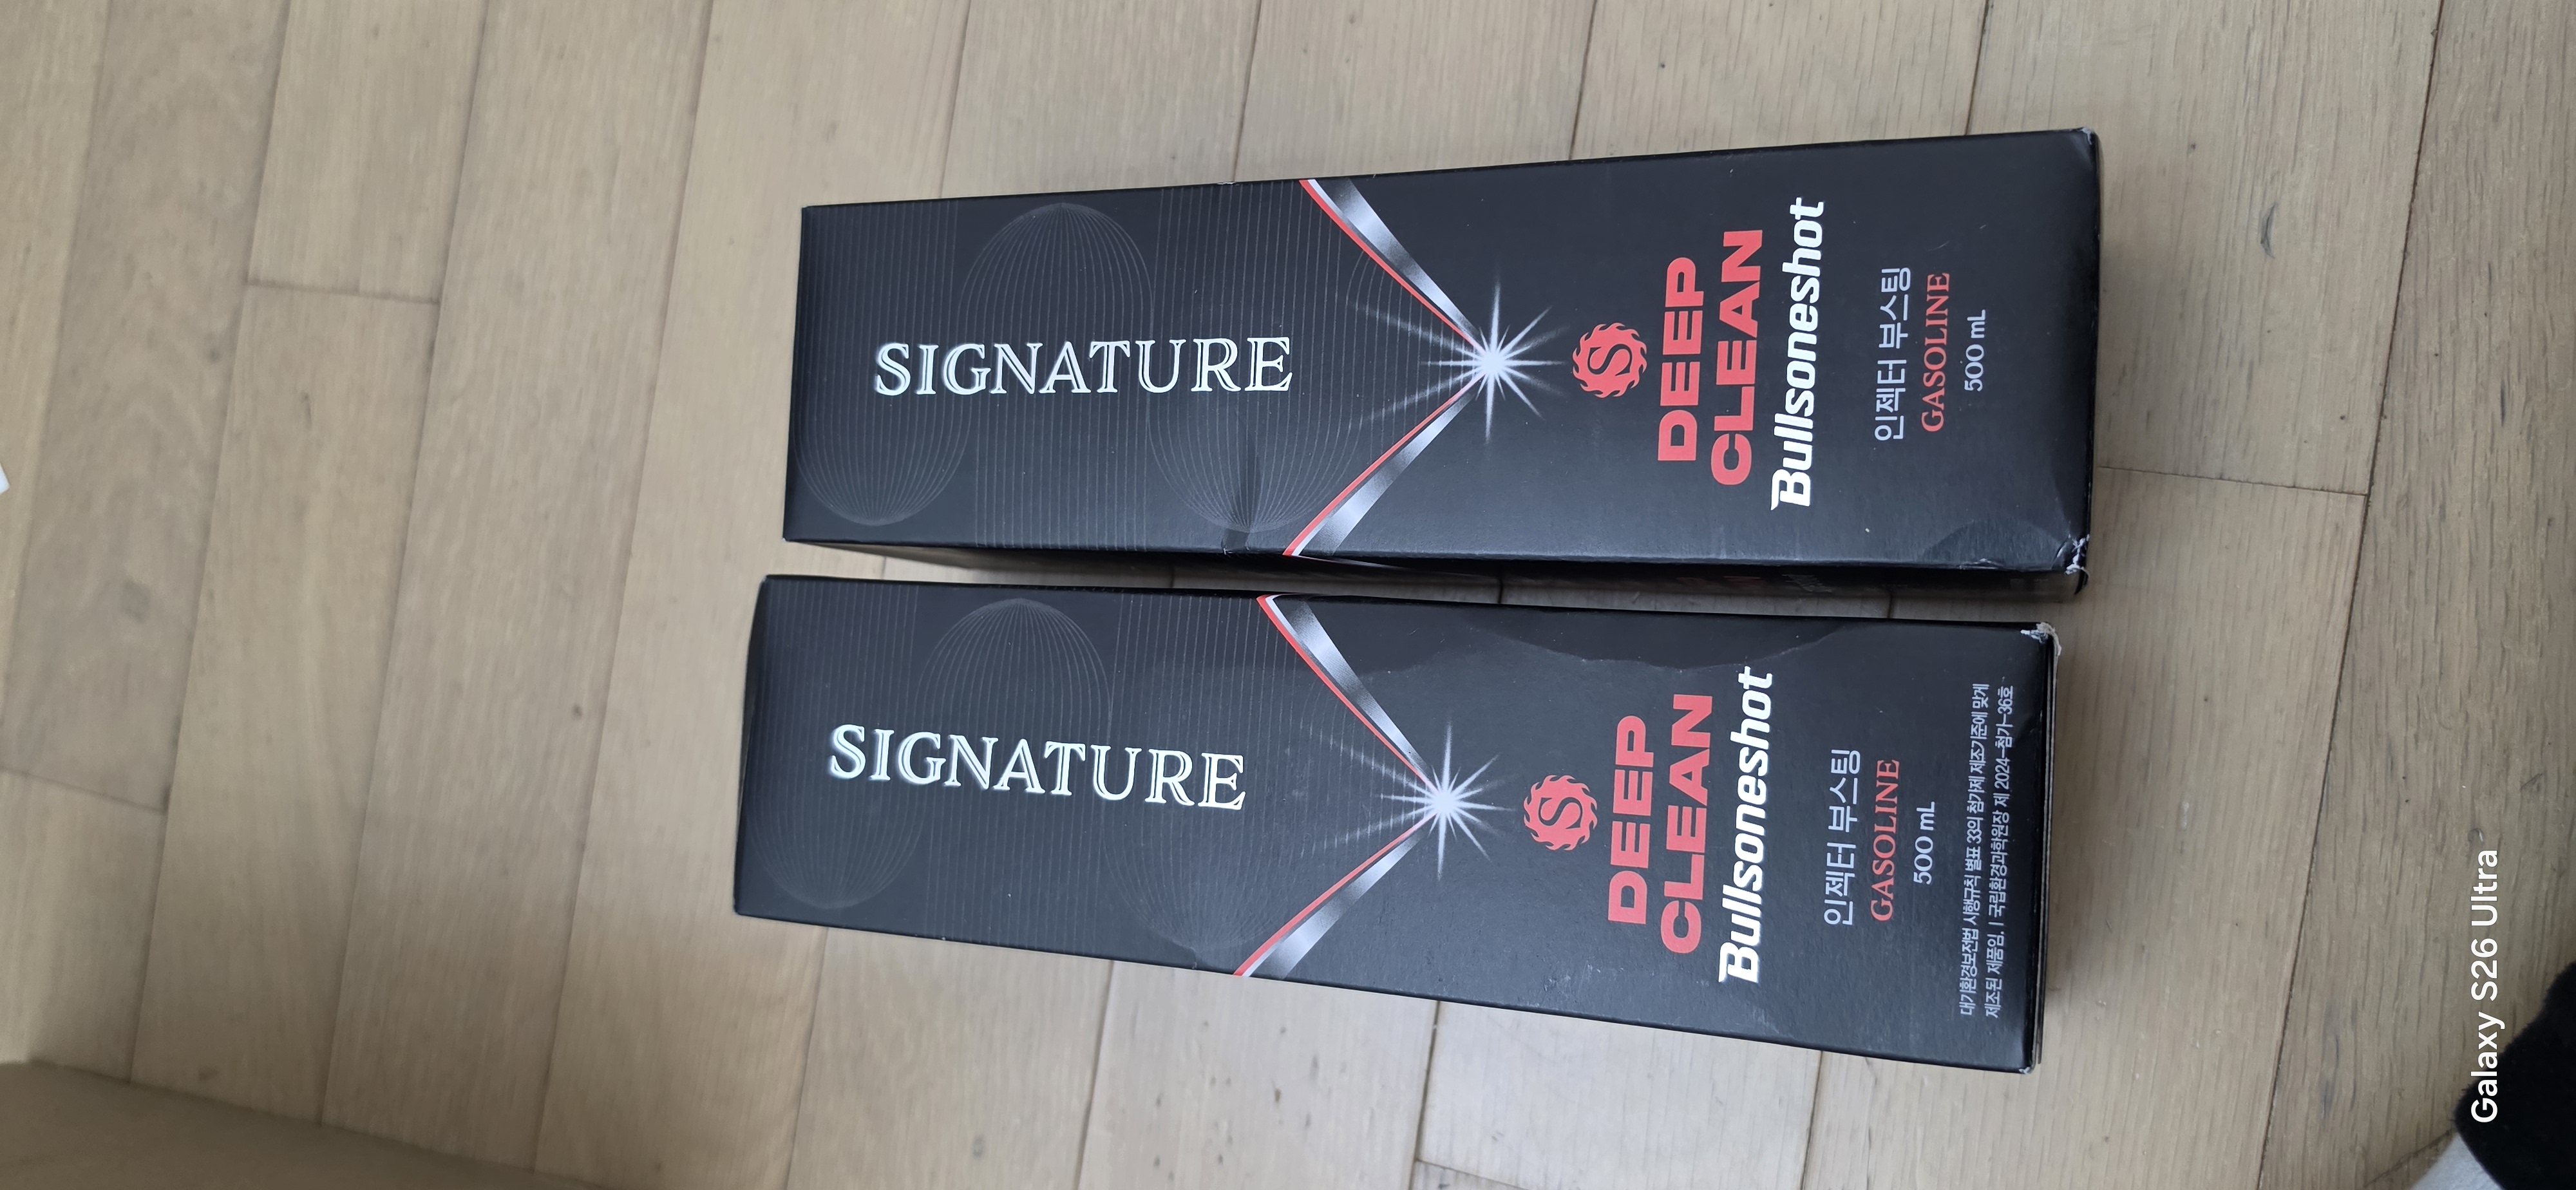 SIGNATURE
DEEP
CLEAN
Bullsoneshot
인젝터 부스팅
GASOLINE
500 mL
SIGNATURE
DEEP
CLEAN
Bullsoneshot
인젝터 부스팅
GASOLINE
500 mL
대기환경보전법 시행규칙 별표 33의 첨가제 제조기준에 맞게
제조된 제품임. | 국립환경과학원장 제 2024-첨가-36호
Galaxy S26 Ultra